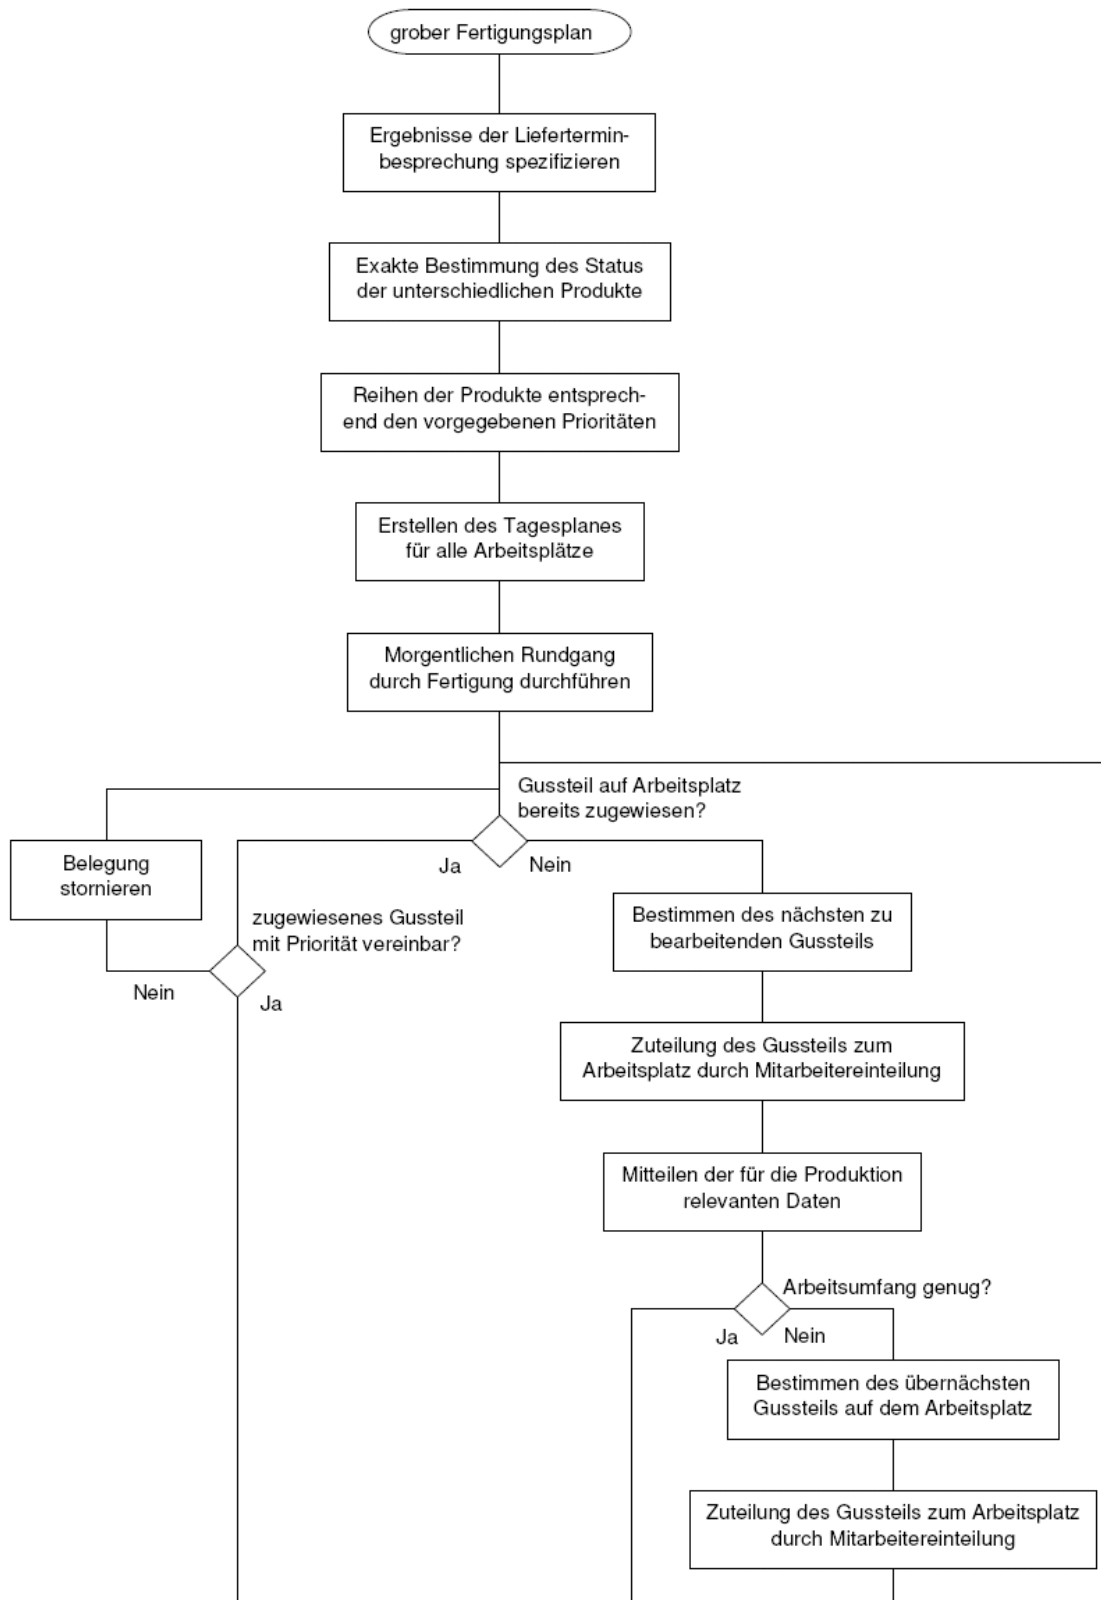 grober Fertigungsplan
Ergebnisse der Liefertermin-
besprechung spezifizieren
Exakte Bestimmung des Status
der unterschiedlichen Produkte
Reihen der Produkte entsprech-
end den vorgegebenen Prioritäten
Erstellen des Tagesplanes
für alle Arbeitsplätze
Morgentlichen Rundgang
durch Fertigung durchführen
Gussteil auf Arbeitsplatz
bereits zugewiesen?
Ja
Nein
Belegung
stornieren
zugewiesenes Gussteil
mit Priorität vereinbar?
Nein
Ja
Bestimmen des nächsten zu
bearbeitenden Gussteils
Zuteilung des Gussteils zum
Arbeitsplatz durch Mitarbeitereinteilung
Mitteilen der für die Produktion
relevanten Daten
Arbeitsumfang genug?
Ja
Nein
Bestimmen des übernächsten
Gussteils auf dem Arbeitsplatz
Zuteilung des Gussteils zum Arbeitsplatz
durch Mitarbeitereinteilung